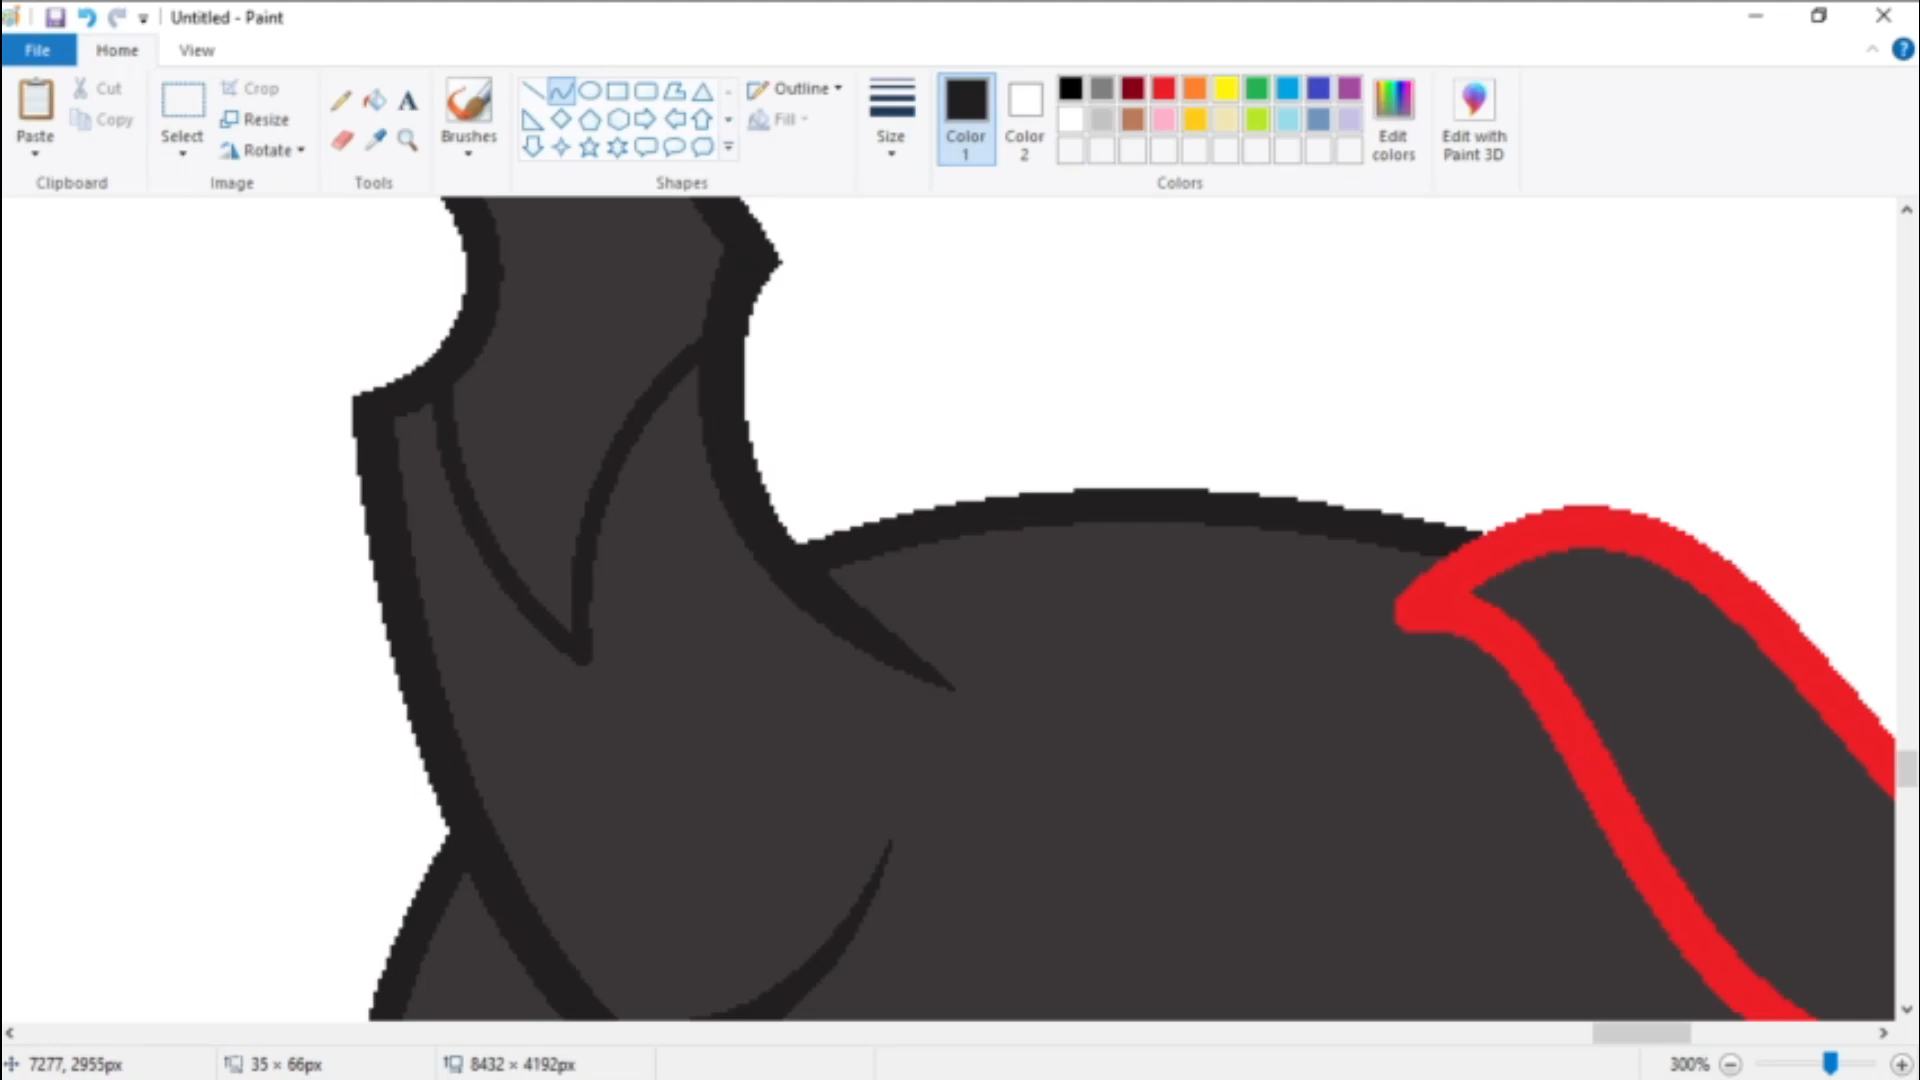 Untitled - Paint
File Home View
Paste Cut Copy
Clipboard
Select Crop Resize Rotate
Image
A
Tools
Brushes
Outline Fill
Shapes
Size
Color 1 Color 2
Edit colors
Colors
Edit with Paint 3D
?
7277, 2955px 35 × 66px 8432 × 4192px 300%